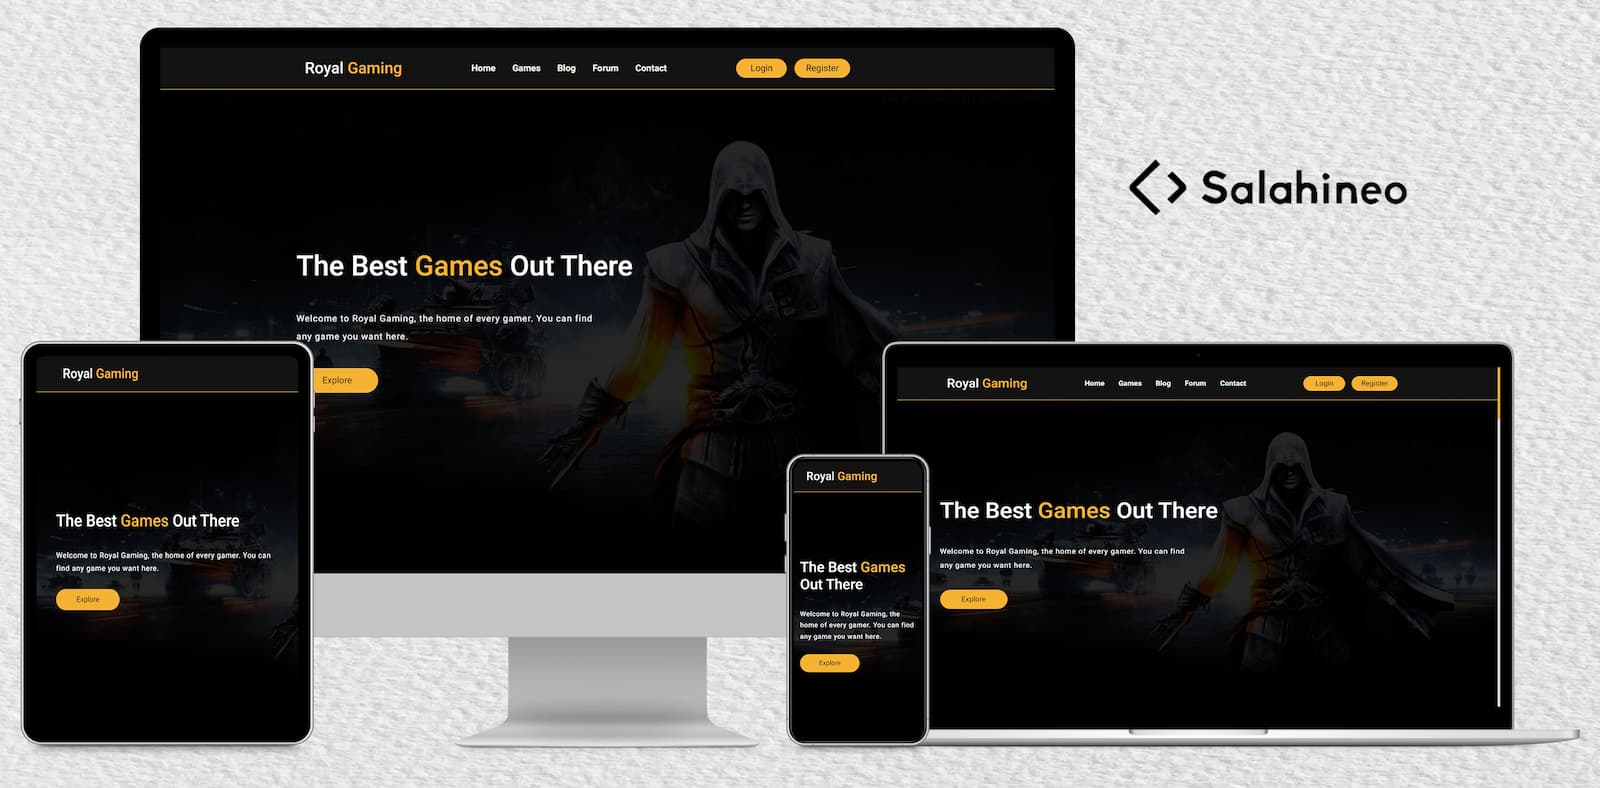 Royal Gaming
Home Games Blog Forum Contact
Login Register
The Best Games Out There
Welcome to Royal Gaming, the home of every gamer. You can find
any game you want here.
Explore
Salahineo
Royal Gaming
The Best Games Out There
Welcome to Royal Gaming, the home of every gamer. You can
find any game you want here.
Explore
Royal Gaming
The Best Games
Out There
Welcome to Royal Gaming, the
home of every gamer. You can find
any game you want here.
Explore
Royal Gaming
Home Games Blog Forum Contact
Login Register
The Best Games Out There
Welcome to Royal Gaming, the home of every gamer. You can find
any game you want here.
Explore